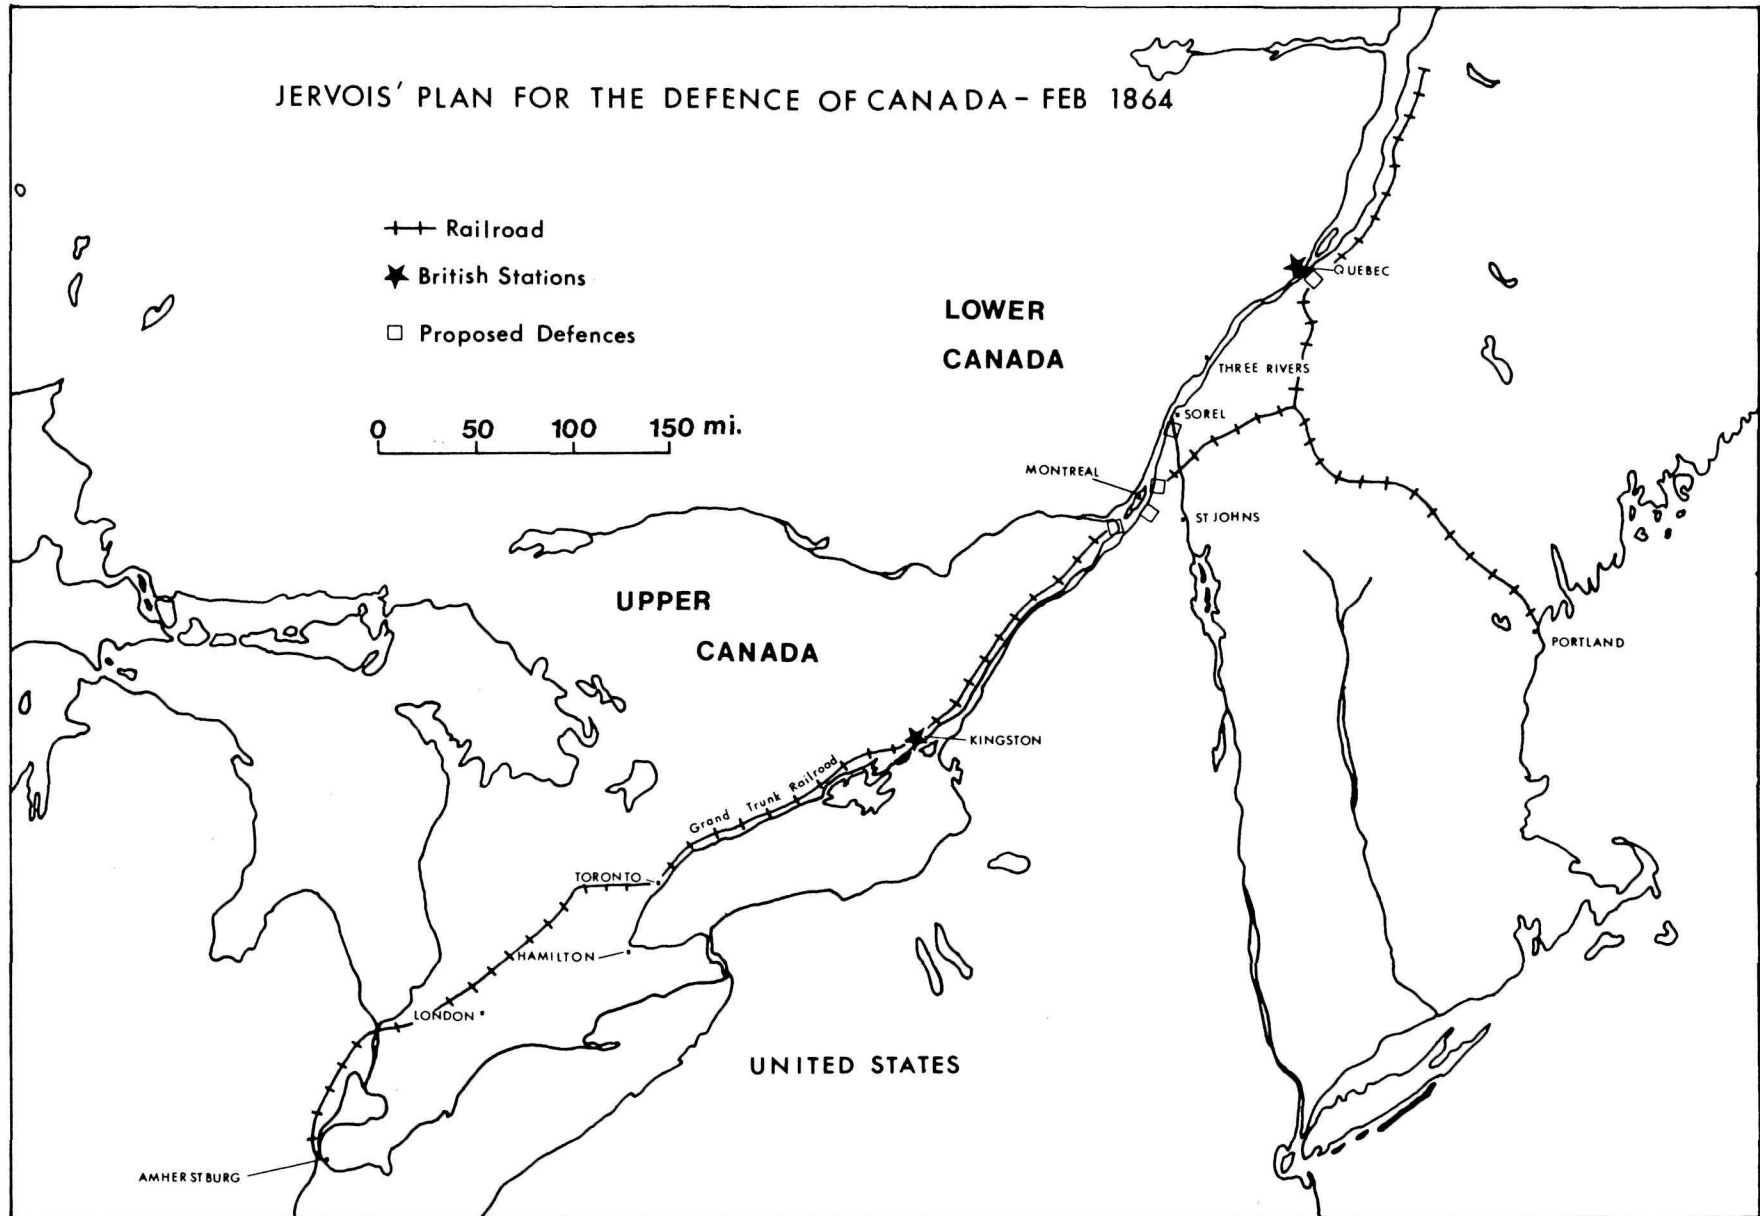 JERVOIS' PLAN FOR THE DEFENCE OF CANADA – FEB 1864
Railroad
British Stations
Proposed Defences
0 50 100 150 mi.
QUEBEC
LOWER
CANADA
THREE RIVERS
SOREL
MONTREAL
ST JOHNS
UPPER
CANADA
PORTLAND
KINGSTON
Grand Trunk Railroad
TORONTO
HAMILTON
LONDON
UNITED STATES
AMHERSTBURG